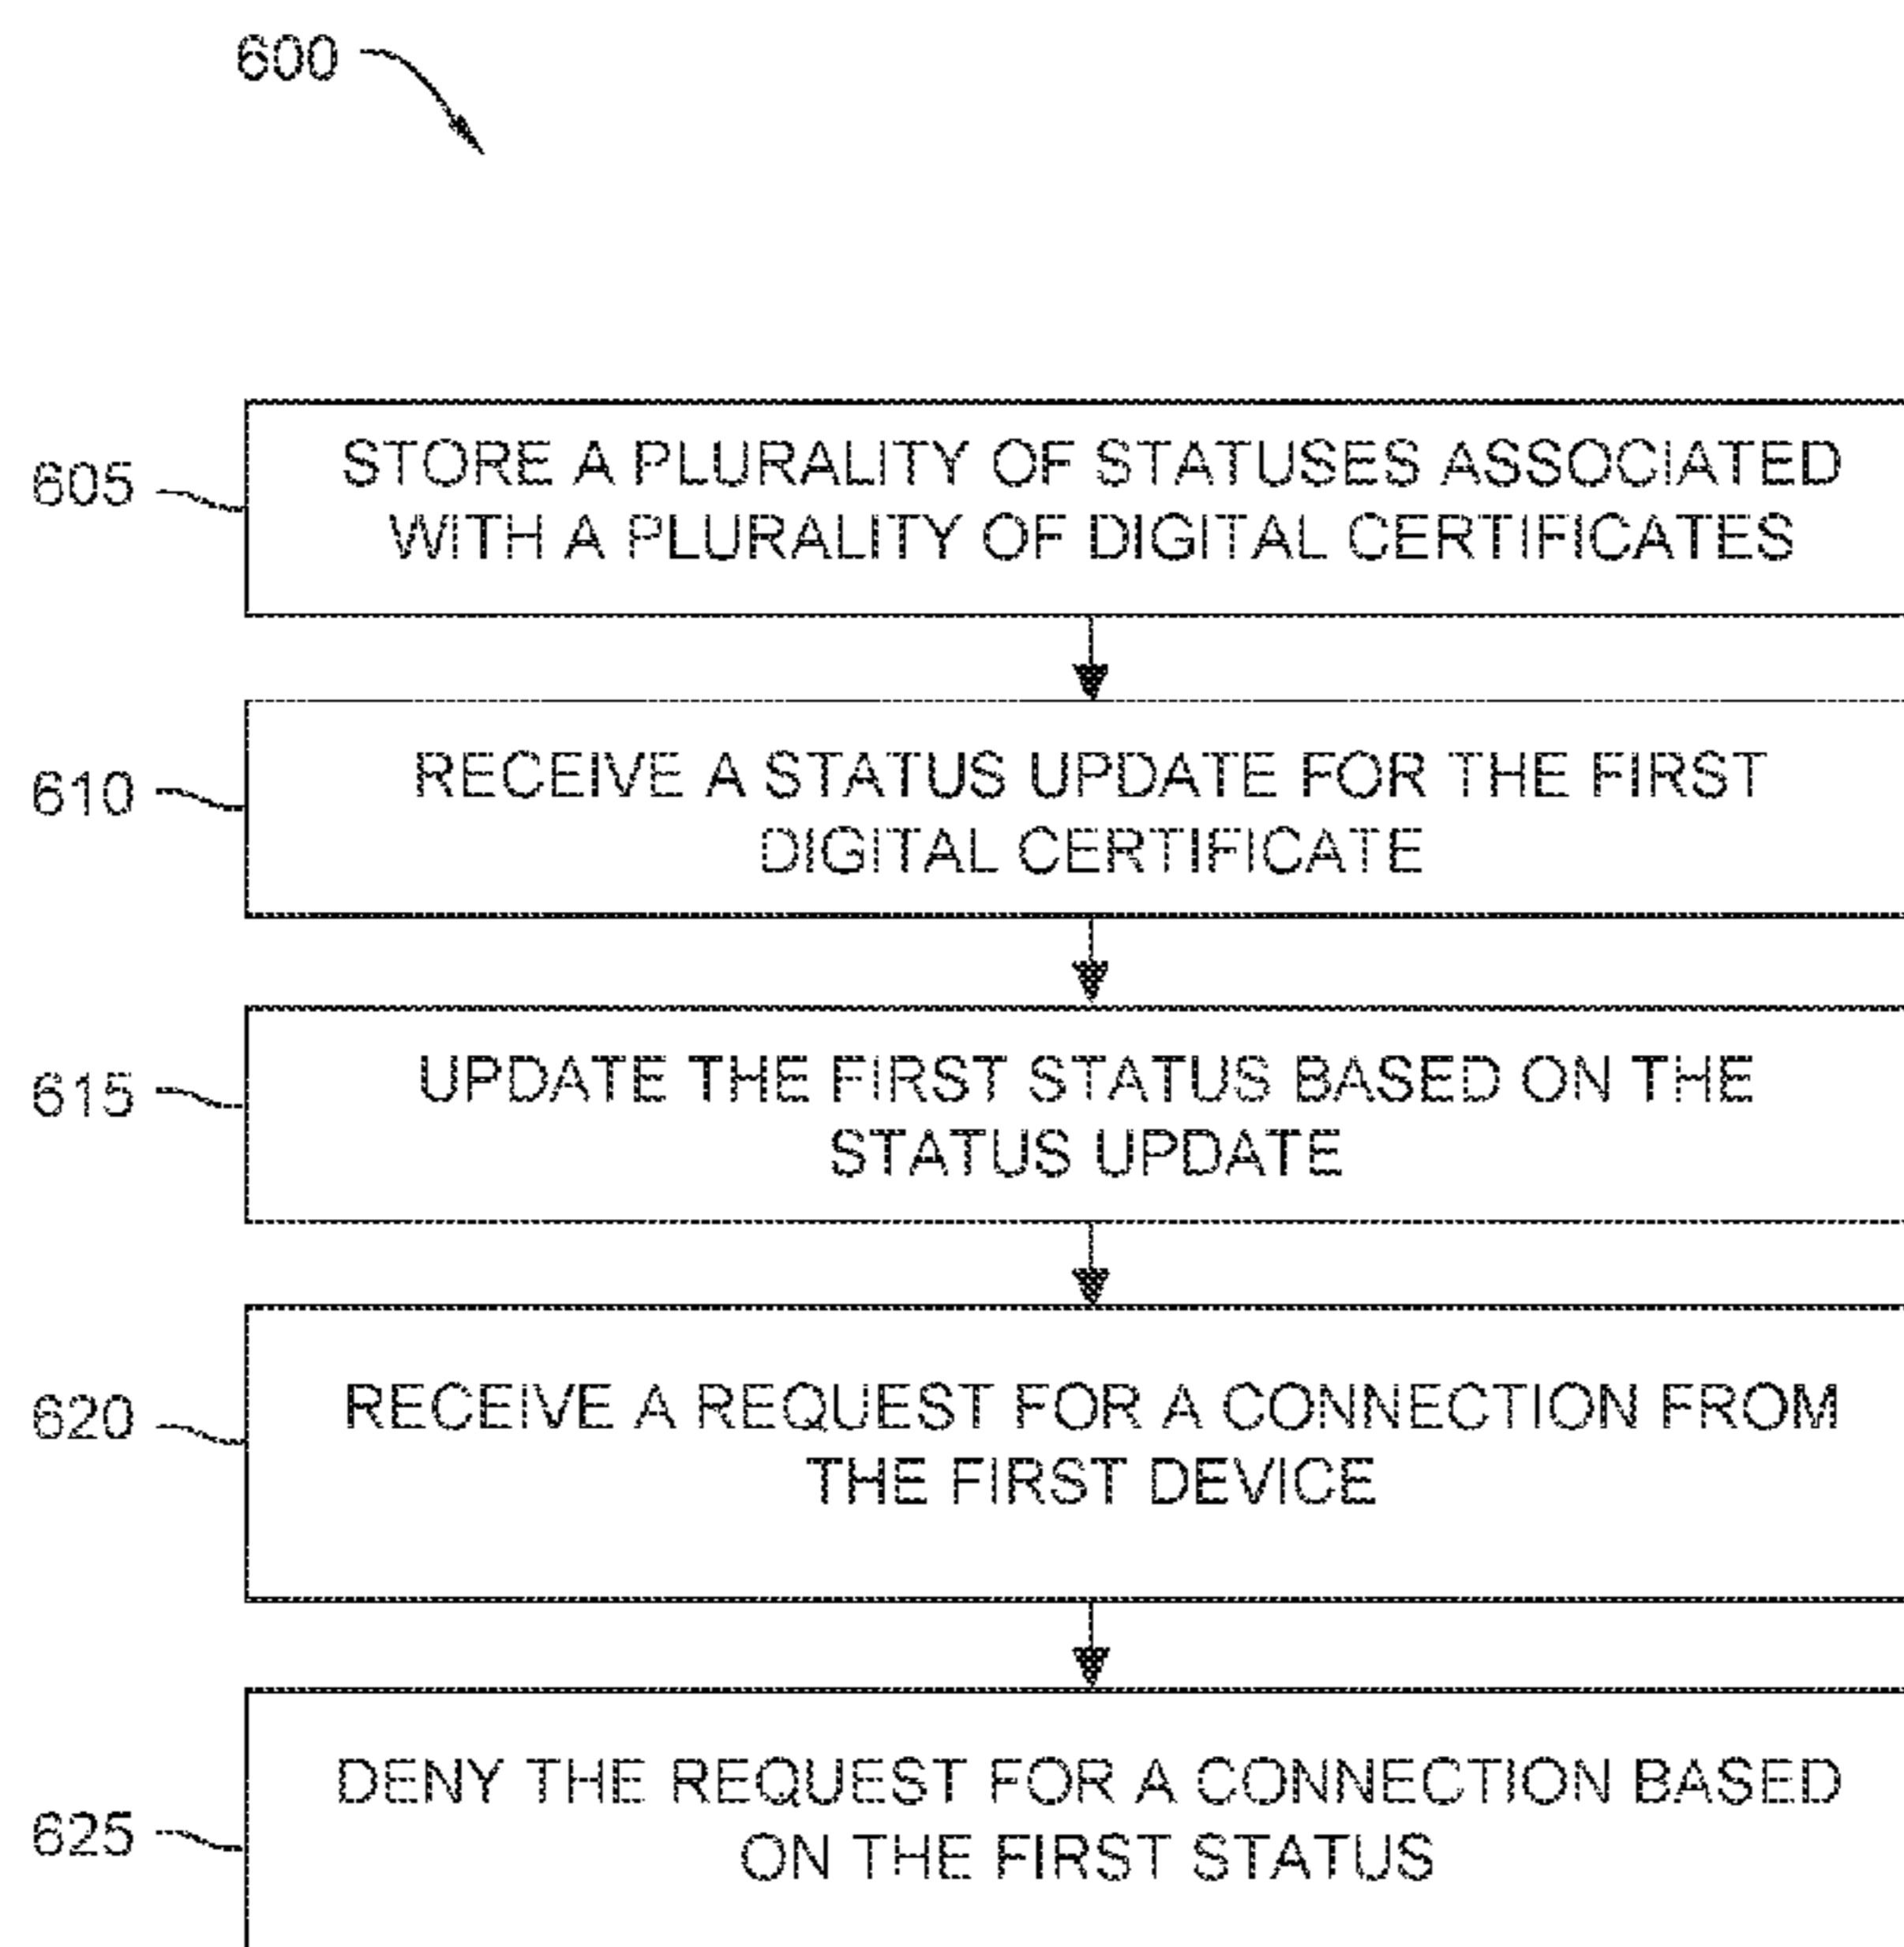 600
605
STORE A PLURALITY OF STATUSES ASSOCIATED
WITH A PLURALITY OF DIGITAL CERTIFICATES
610
RECEIVE A STATUS UPDATE FOR THE FIRST
DIGITAL CERTIFICATE
615
UPDATE THE FIRST STATUS BASED ON THE
STATUS UPDATE
620
RECEIVE A REQUEST FOR A CONNECTION FROM
THE FIRST DEVICE
625
DENY THE REQUEST FOR A CONNECTION BASED
ON THE FIRST STATUS